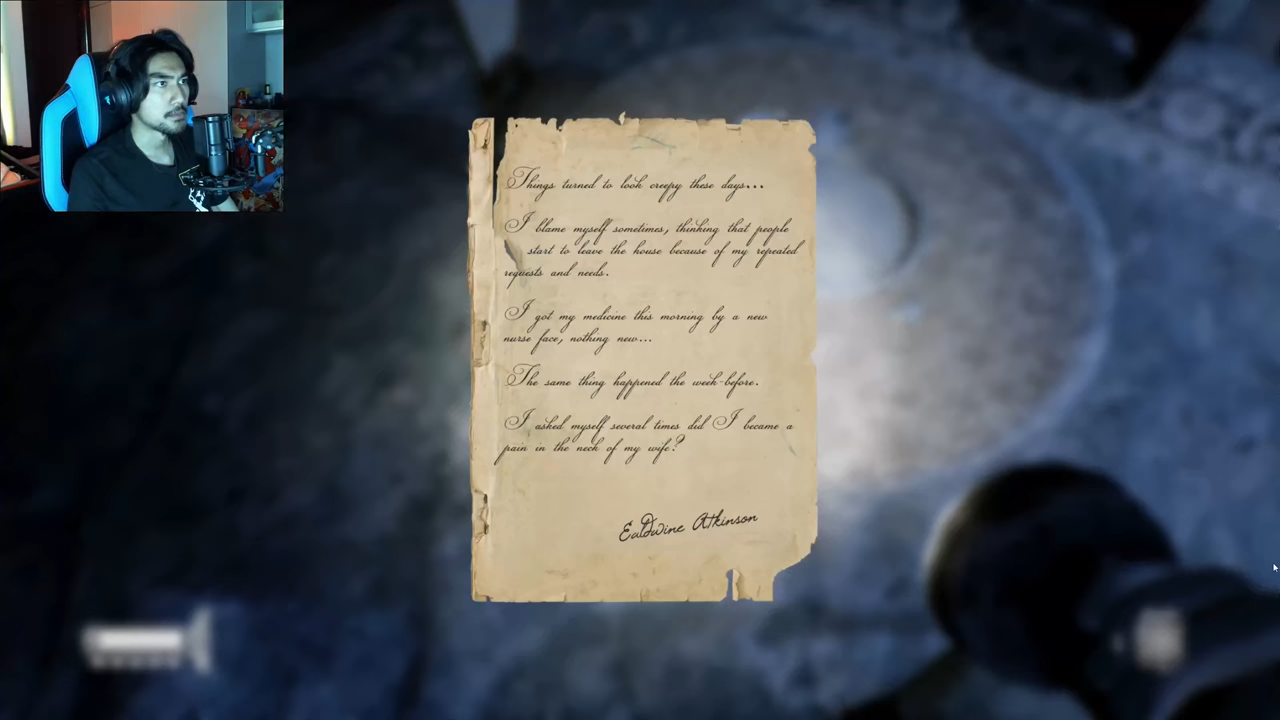 Things turned to look creepy these days...
I blame myself sometimes, thinking that people
start to leave the house because of my repeated
requests and needs.
I got my medicine this morning by a new
nurse face, nothing new...
The same thing happened the week-before.
I asked myself several times did I became a
pain in the neck of my wife?
Ealdwine Atkinson